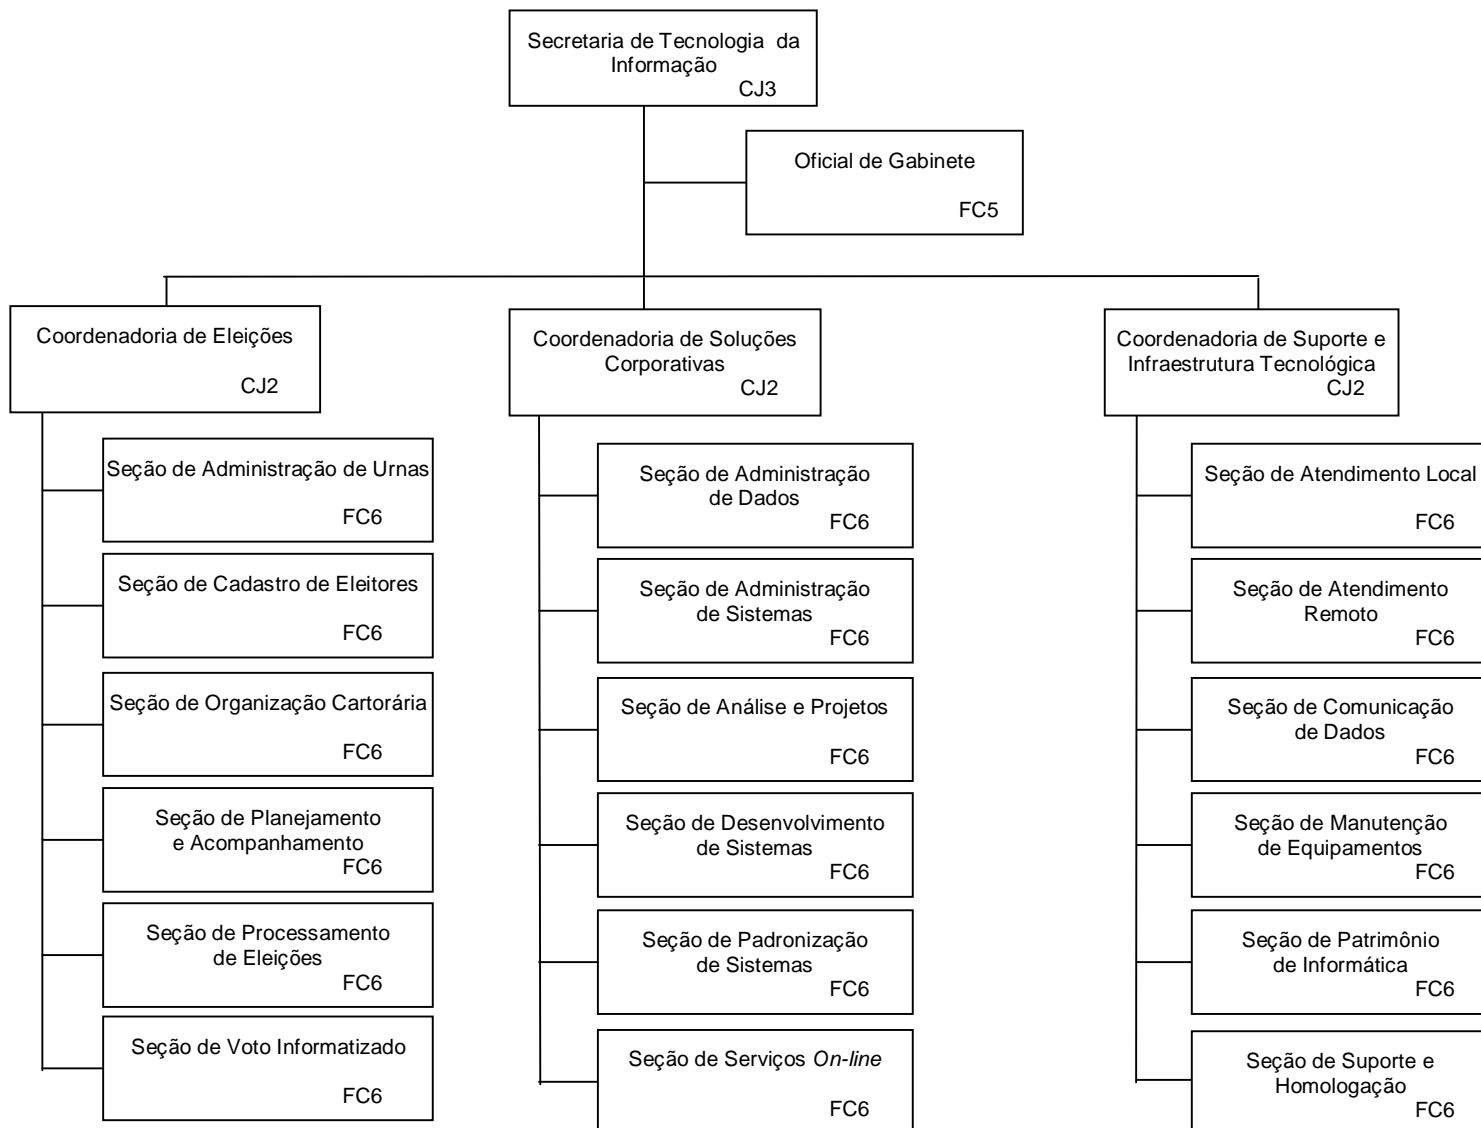 Secretaria de Tecnologia da
Informação
CJ3
Oficial de Gabinete
FC5
Coordenadoria de Eleições
CJ2
Seção de Administração de Urnas
FC6
Seção de Cadastro de Eleitores
FC6
Seção de Organização Cartorária
FC6
Seção de Planejamento
e Acompanhamento
FC6
Seção de Processamento
de Eleições
FC6
Seção de Voto Informatizado
FC6
Coordenadoria de Soluções
Corporativas
CJ2
Seção de Administração
de Dados
FC6
Seção de Administração
de Sistemas
FC6
Seção de Análise e Projetos
FC6
Seção de Desenvolvimento
de Sistemas
FC6
Seção de Padronização
de Sistemas
FC6
Seção de Serviços On-line
FC6
Coordenadoria de Suporte e
Infraestrutura Tecnológica
CJ2
Seção de Atendimento Local
FC6
Seção de Atendimento
Remoto
FC6
Seção de Comunicação
de Dados
FC6
Seção de Manutenção
de Equipamentos
FC6
Seção de Patrimônio
de Informática
FC6
Seção de Suporte e
Homologação
FC6